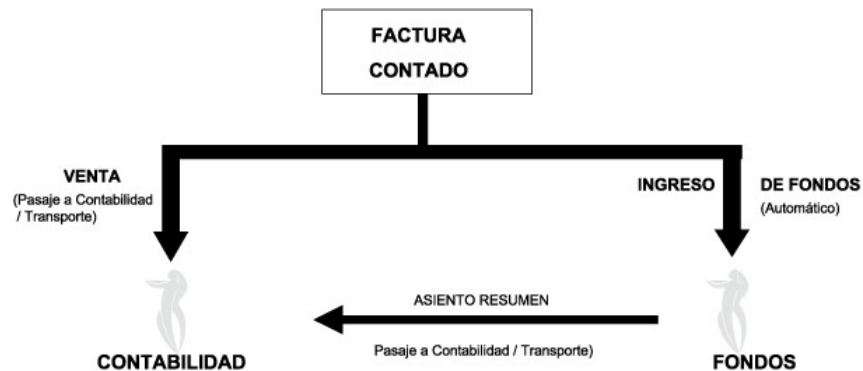 FACTURA
CONTADO
VENTA
(Pasaje a Contabilidad
/ Transporte)
INGRESO DE FONDOS
(Automático)
ASIENTO RESUMEN
Pasaje a Contabilidad / Transporte)
CONTABILIDAD
FONDOS